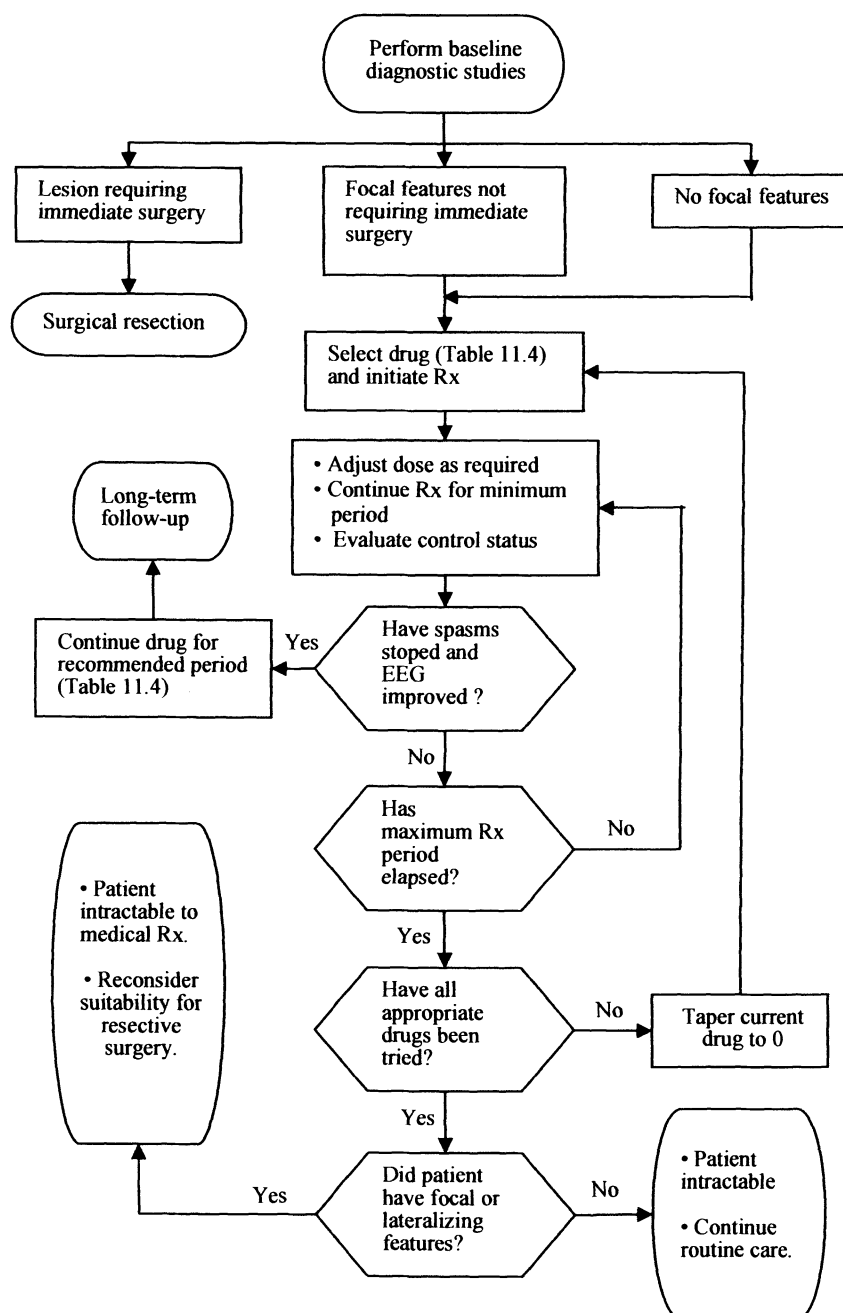 Perform baseline
diagnostic studies
Lesion requiring
immediate surgery
Focal features not
requiring immediate
surgery
No focal features
Surgical resection
Select drug (Table 11.4)
and initiate Rx
• Adjust dose as required
• Continue Rx for minimum
period
• Evaluate control status
Long-term
follow-up
Continue drug for
recommended period
(Table 11.4)
Yes
Have spasms
stoped and
EEG
improved ?
No
Has
maximum Rx
period
elapsed?
No
Yes
• Patient
intractable to
medical Rx.
• Reconsider
suitability for
resective
surgery.
Have all
appropriate
drugs been
tried?
No
Taper current
drug to 0
Yes
Yes
Did patient
have focal or
lateralizing
features?
No
• Patient
intractable
• Continue
routine care.